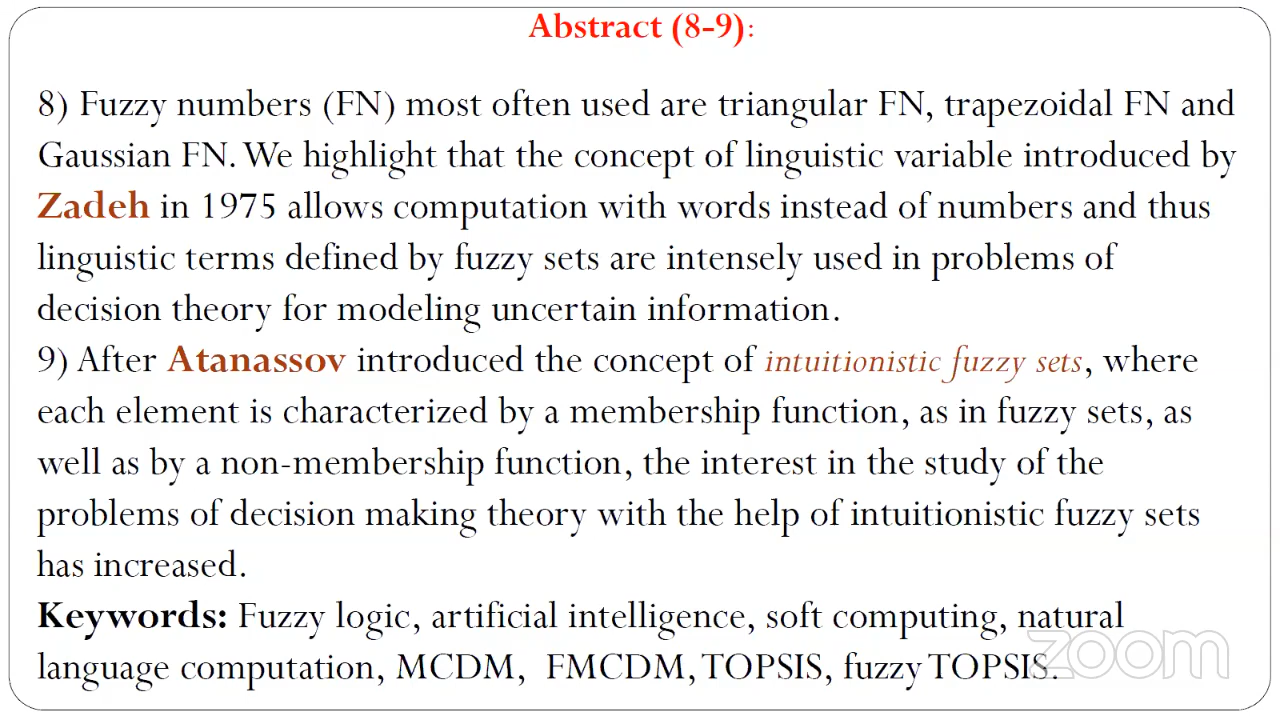 Abstract (8-9):
8) Fuzzy numbers (FN) most often used are triangular FN, trapezoidal FN and
Gaussian FN. We highlight that the concept of linguistic variable introduced by
Zadeh in 1975 allows computation with words instead of numbers and thus
linguistic terms defined by fuzzy sets are intensely used in problems of
decision theory for modeling uncertain information.
9) After Atanassov introduced the concept of intuitionistic fuzzy sets, where
each element is characterized by a membership function, as in fuzzy sets, as
well as by a non-membership function, the interest in the study of the
problems of decision making theory with the help of intuitionistic fuzzy sets
has increased.
Keywords: Fuzzy logic, artificial intelligence, soft computing, natural
language computation, MCDM, FMCDM, TOPSIS, fuzzy TOPSIS.
zoom